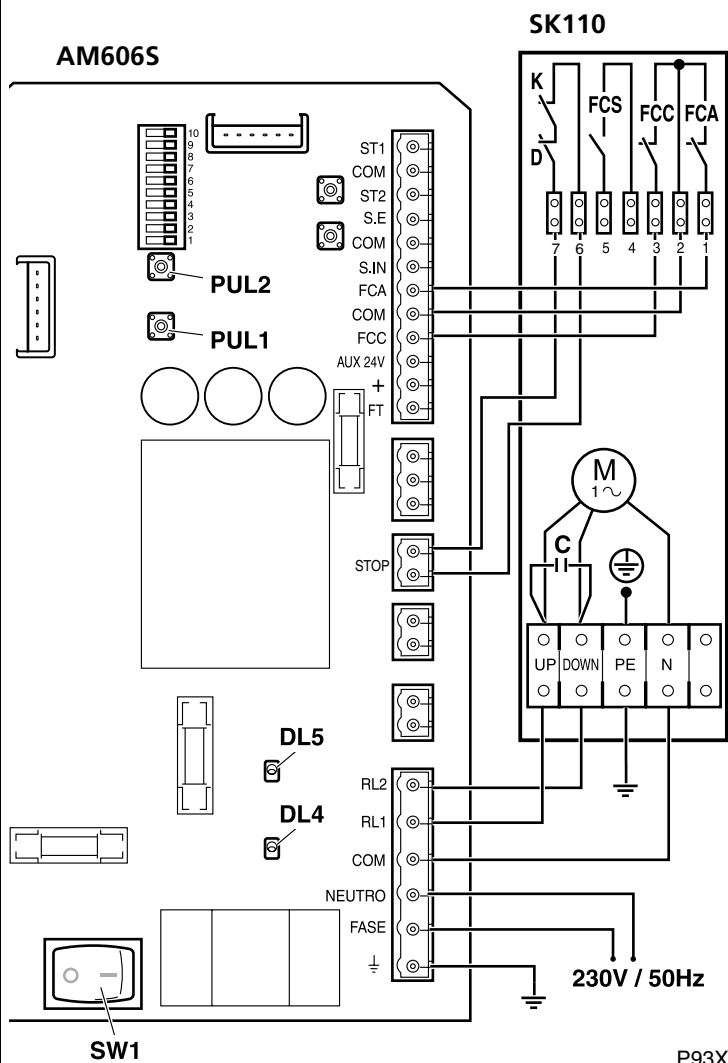 SK110
AM606S
10
9
8
7
6
5
4
3
2
1
PUL2
PUL1
ST1
COM
ST2
S.E
COM
S.IN
FCA
COM
FCC
AUX 24V
+
FT
STOP
K
D
FCS
FCC
FCA
7 6 5 4 3 2 1
M
1~
C
UP DOWN PE N
DL5
DL4
RL2
RL1
COM
NEUTRO
FASE
230V / 50Hz
SW1
P93X